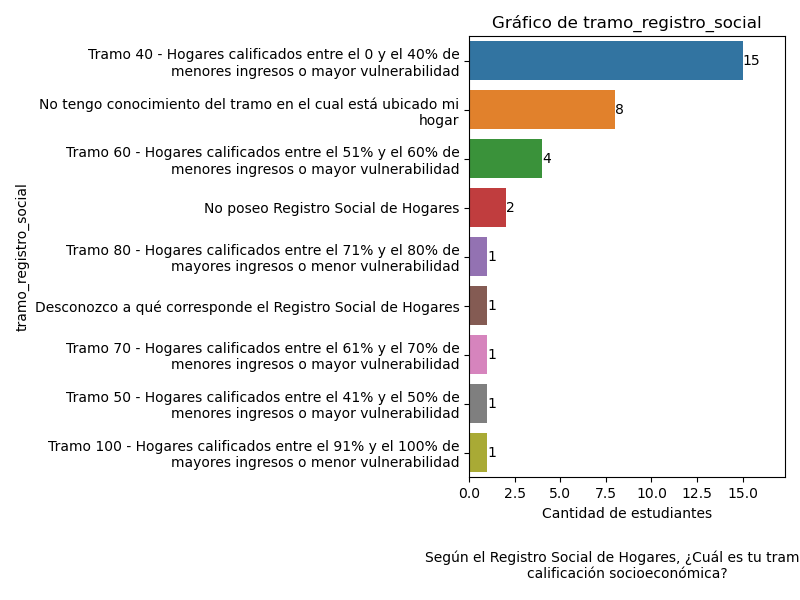 Gráfico de tramo_registro_social
tramo_registro_social
Tramo 40 - Hogares calificados entre el 0 y el 40% de
menores ingresos o mayor vulnerabilidad
15
No tengo conocimiento del tramo en el cual está ubicado mi
hogar
8
Tramo 60 - Hogares calificados entre el 51% y el 60% de
menores ingresos o mayor vulnerabilidad
4
No poseo Registro Social de Hogares
2
Tramo 80 - Hogares calificados entre el 71% y el 80% de
mayores ingresos o menor vulnerabilidad
1
Desconozco a qué corresponde el Registro Social de Hogares
1
Tramo 70 - Hogares calificados entre el 61% y el 70% de
menores ingresos o mayor vulnerabilidad
1
Tramo 50 - Hogares calificados entre el 41% y el 50% de
menores ingresos o mayor vulnerabilidad
1
Tramo 100 - Hogares calificados entre el 91% y el 100% de
mayores ingresos o menor vulnerabilidad
1
0.0 2.5 5.0 7.5 10.0 12.5 15.0
Cantidad de estudiantes
Según el Registro Social de Hogares, ¿Cuál es tu tram
calificación socioeconómica?